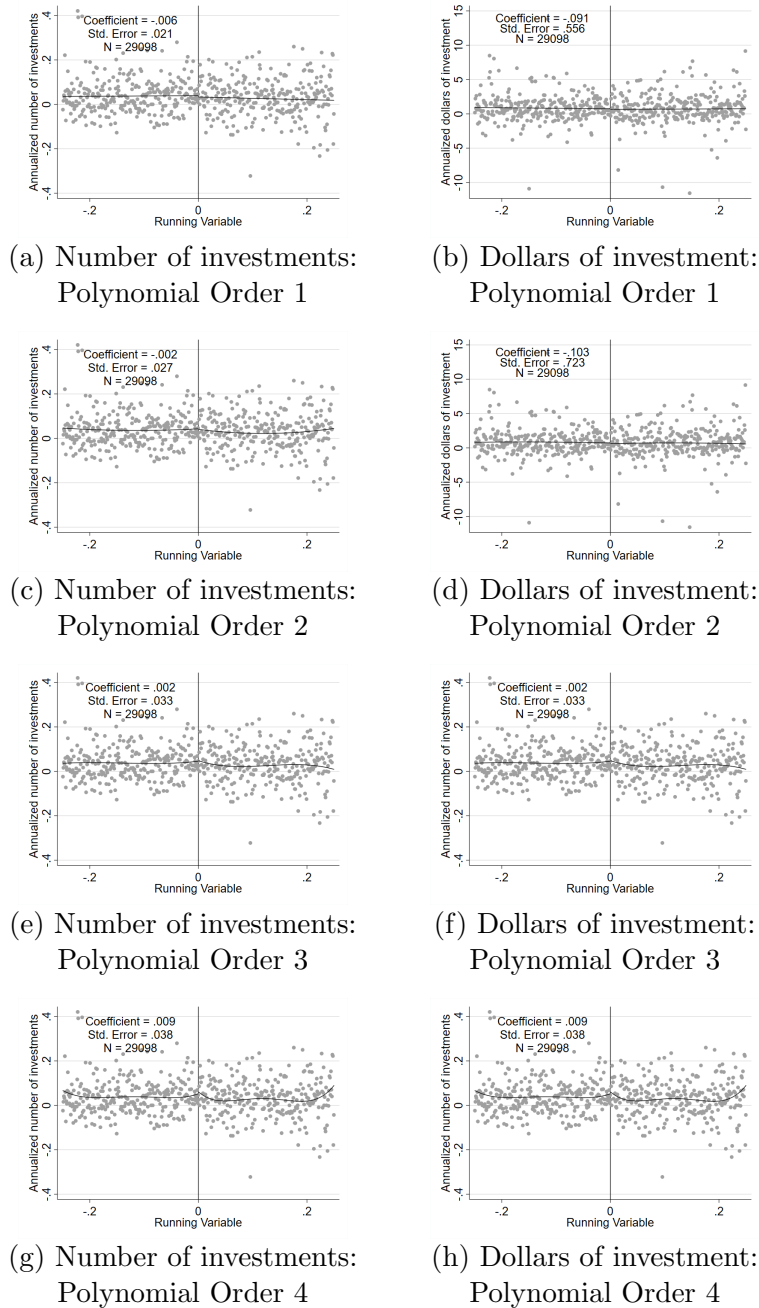 Annualized number of investments
.4
.2
0
-.2
-.4
Coefficient = -.006
Std. Error = .021
N = 29098
-.2
0
.2
Running Variable
(a) Number of investments:
Polynomial Order 1
Annualized dollars of investment
15
10
5
0
-5
-10
Coefficient = -.091
Std. Error = .556
N = 29098
-.2
0
.2
Running Variable
(b) Dollars of investment:
Polynomial Order 1
Annualized number of investments
.4
.2
0
-.2
-.4
Coefficient = -.002
Std. Error = .027
N = 29098
-.2
0
.2
Running Variable
(c) Number of investments:
Polynomial Order 2
Annualized dollars of investment
15
10
5
0
-5
-10
Coefficient = -.103
Std. Error = .723
N = 29098
-.2
0
.2
Running Variable
(d) Dollars of investment:
Polynomial Order 2
Annualized number of investments
.4
.2
0
-.2
-.4
Coefficient = .002
Std. Error = .033
N = 29098
-.2
0
.2
Running Variable
(e) Number of investments:
Polynomial Order 3
Annualized number of investments
.4
.2
0
-.2
-.4
Coefficient = .002
Std. Error = .033
N = 29098
-.2
0
.2
Running Variable
(f) Dollars of investment:
Polynomial Order 3
Annualized number of investments
.4
.2
0
-.2
-.4
Coefficient = .009
Std. Error = .038
N = 29098
-.2
0
.2
Running Variable
(g) Number of investments:
Polynomial Order 4
Annualized number of investments
.4
.2
0
-.2
-.4
Coefficient = .009
Std. Error = .038
N = 29098
-.2
0
.2
Running Variable
(h) Dollars of investment:
Polynomial Order 4